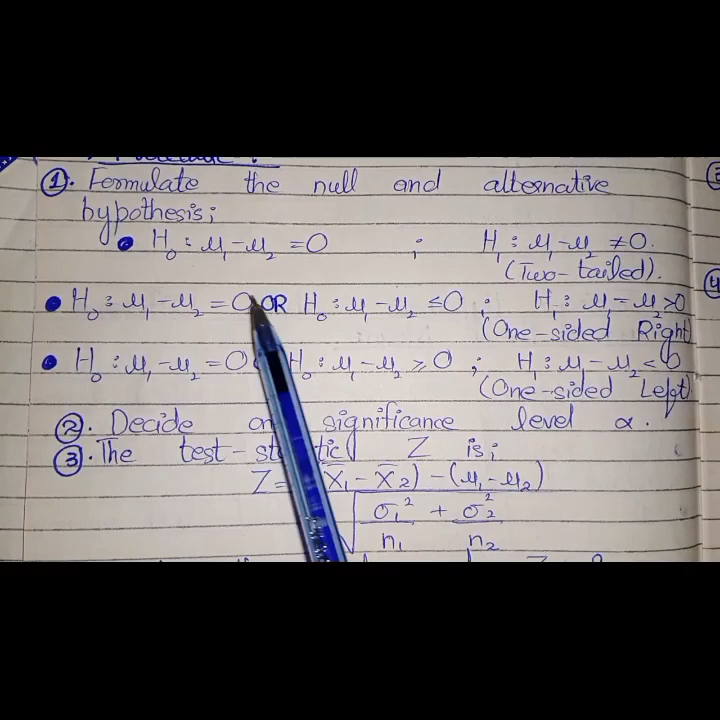 ①. Formulate the null and alternative
hypothesis;
• H₀ : μ₁-μ₂ = 0 ; H₁ : μ₁-μ₂ ≠ 0.
(Two-tailed).
• H₀ : μ₁-μ₂ = 0 OR H₀ : μ₁-μ₂ ≤ 0 ; H₁ : μ₁-μ₂ > 0
(One-sided Right)
• H₀ : μ₁-μ₂ = 0 H₀ : μ₁-μ₂ ≥ 0 ; H₁ : μ₁-μ₂ < 0
(One-sided Left)
②. Decide on significance level α.
③. The test- Z is;
Z = X̄₁-X̄₂) - (μ₁-μ₂)
√ σ₁² + σ₂²
n₁ n₂